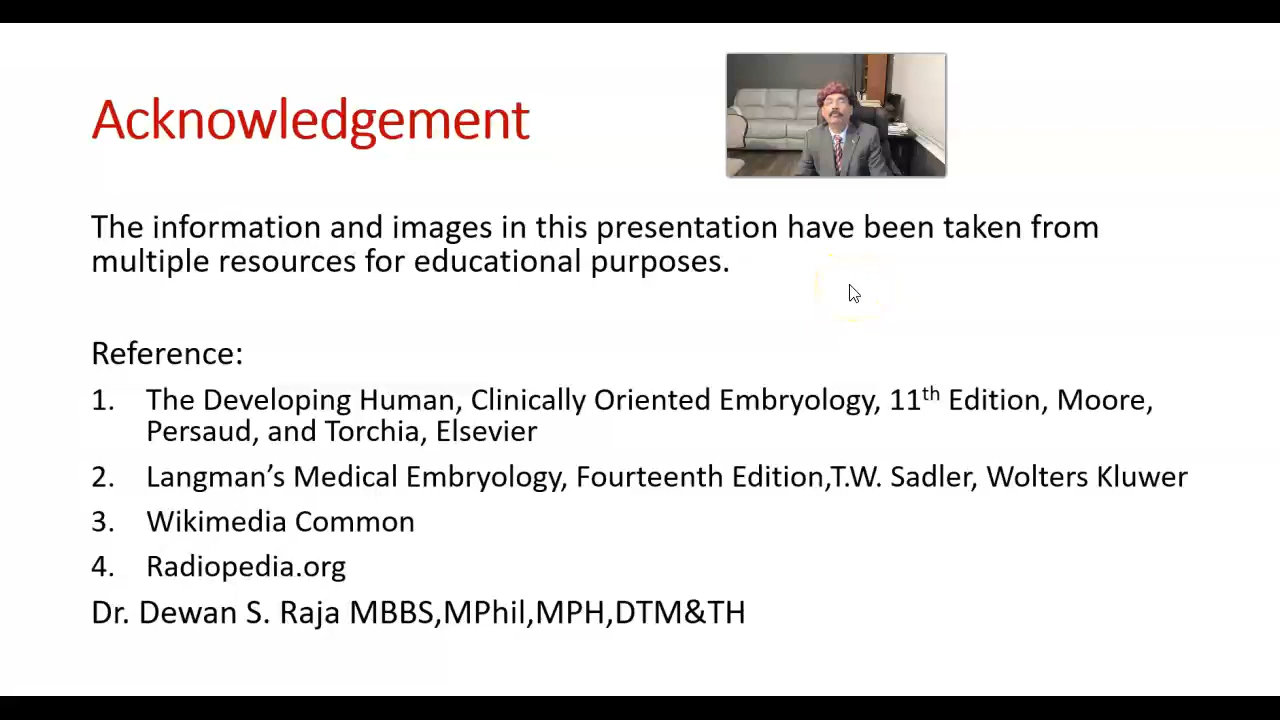 Acknowledgement
The information and images in this presentation have been taken from
multiple resources for educational purposes.
Reference:
1. The Developing Human, Clinically Oriented Embryology, 11th Edition, Moore,
Persaud, and Torchia, Elsevier
2. Langman’s Medical Embryology, Fourteenth Edition,T.W. Sadler, Wolters Kluwer
3. Wikimedia Common
4. Radiopedia.org
Dr. Dewan S. Raja MBBS,MPhil,MPH,DTM&TH